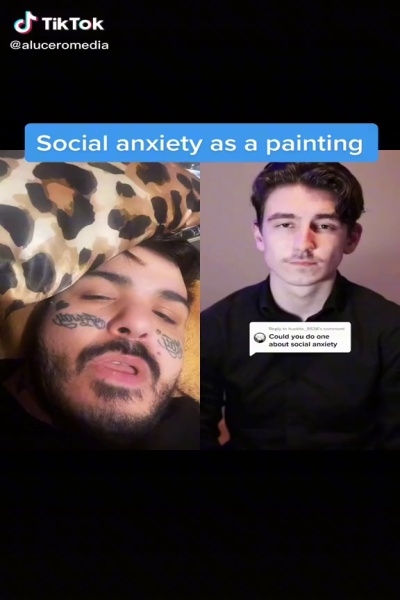 TikTok
@aluceromedia
Social anxiety as a painting
Could you do one
about social anxiety